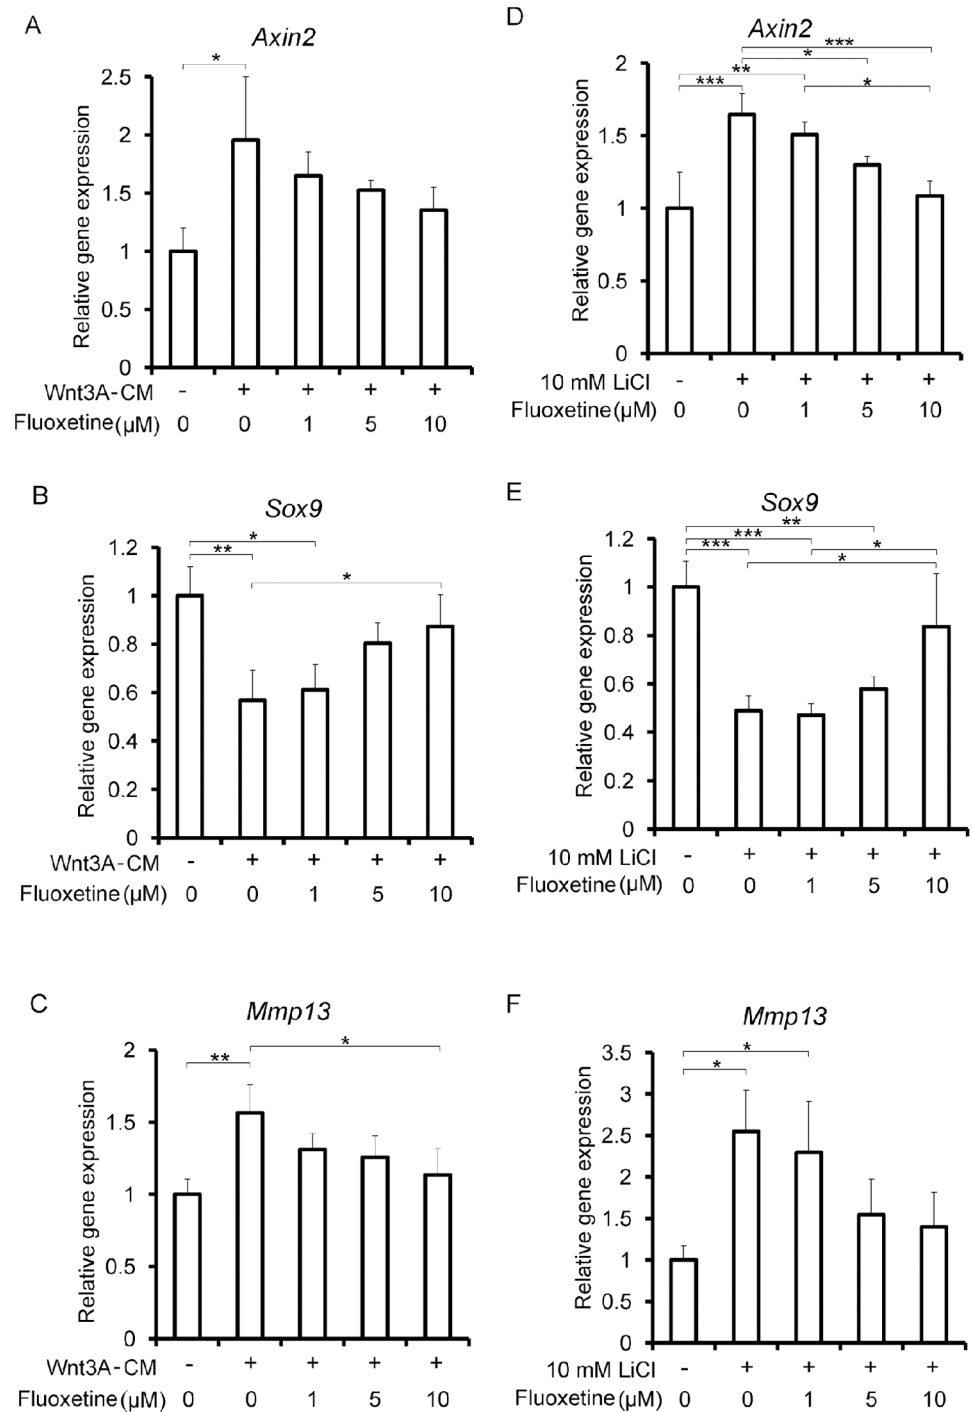 A
Axin2
*
Relative gene expression
2.5
2
1.5
1
0.5
0
Wnt3A-CM - + + + +
Fluoxetine (µM) 0 0 1 5 10
D
Axin2
***
*
**
***
*
Relative gene expression
2
1.5
1
0.5
0
10 mM LiCl - + + + +
Fluoxetine (µM) 0 0 1 5 10
B
Sox9
*
**
*
Relative gene expression
1.2
1
0.8
0.6
0.4
0.2
0
Wnt3A-CM - + + + +
Fluoxetine (µM) 0 0 1 5 10
E
Sox9
**
***
*
***
*
Relative gene expression
1.2
1
0.8
0.6
0.4
0.2
0
10 mM LiCl - + + + +
Fluoxetine (µM) 0 0 1 5 10
C
Mmp13
*
**
Relative gene expression
2
1.5
1
0.5
0
Wnt3A-CM - + + + +
Fluoxetine (µM) 0 0 1 5 10
F
Mmp13
*
*
Relative gene expression
3.5
3
2.5
2
1.5
1
0.5
0
10 mM LiCl - + + + +
Fluoxetine (µM) 0 0 1 5 10